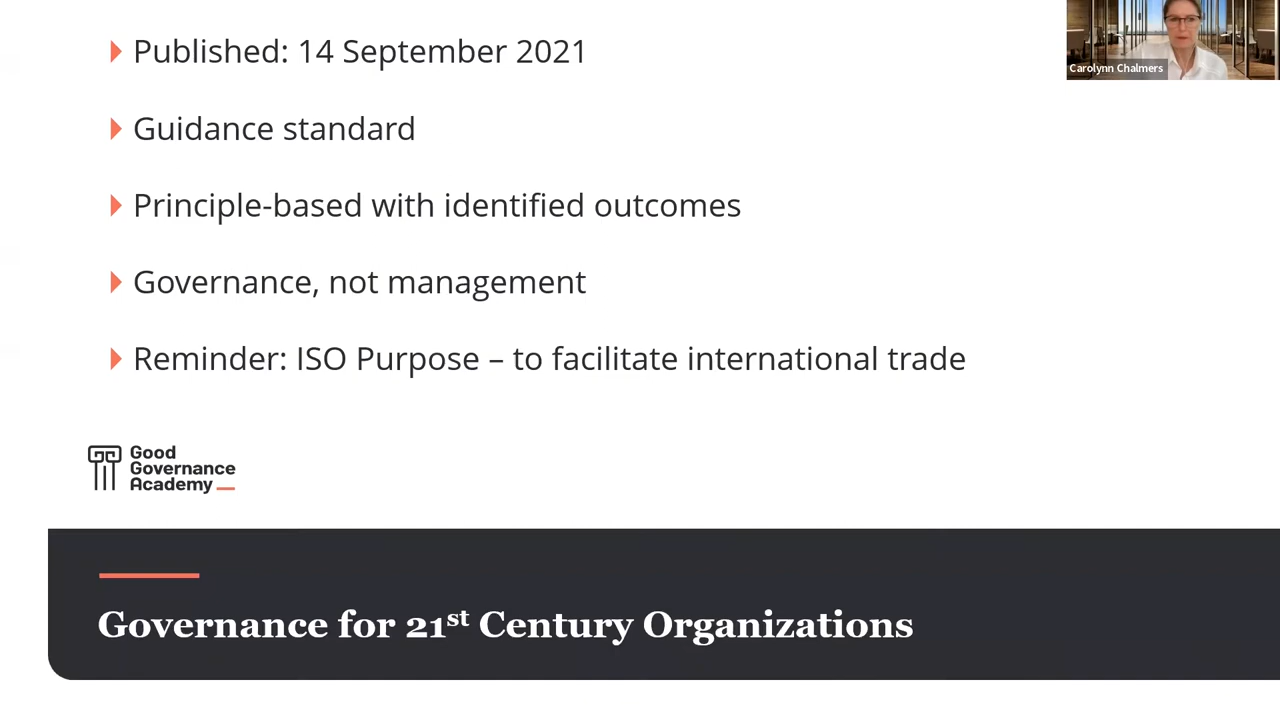 Published: 14 September 2021
Carolynn Chalmers
Guidance standard
Principle-based with identified outcomes
Governance, not management
Reminder: ISO Purpose – to facilitate international trade
Good
Governance
Academy
Governance for 21st Century Organizations